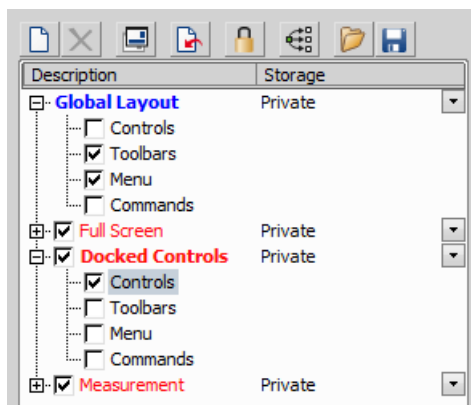 Description Storage
Global Layout Private
Controls
Toolbars
Menu
Commands
Full Screen Private
Docked Controls Private
Controls
Toolbars
Menu
Commands
Measurement Private